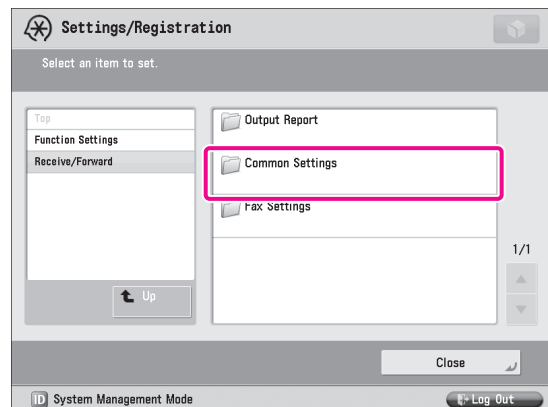 Settings/Registration
Select an item to set.
Top
Function Settings
Receive/Forward
Up
Output Report
Common Settings
Fax Settings
1/1
Close
ID System Management Mode
Log Out